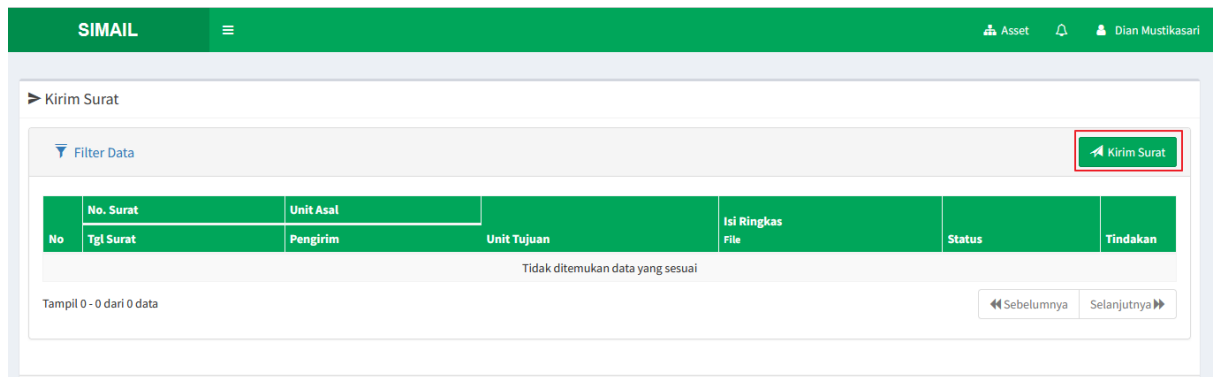 SIMAIL
Asset
Dian Mustikasari
Kirim Surat
Filter Data
Kirim Surat
No. Surat
Unit Asal
Isi Ringkas
No
Tgl Surat
Pengirim
Unit Tujuan
File
Status
Tindakan
Tidak ditemukan data yang sesuai
Tampil 0 - 0 dari 0 data
Sebelumnya
Selanjutnya